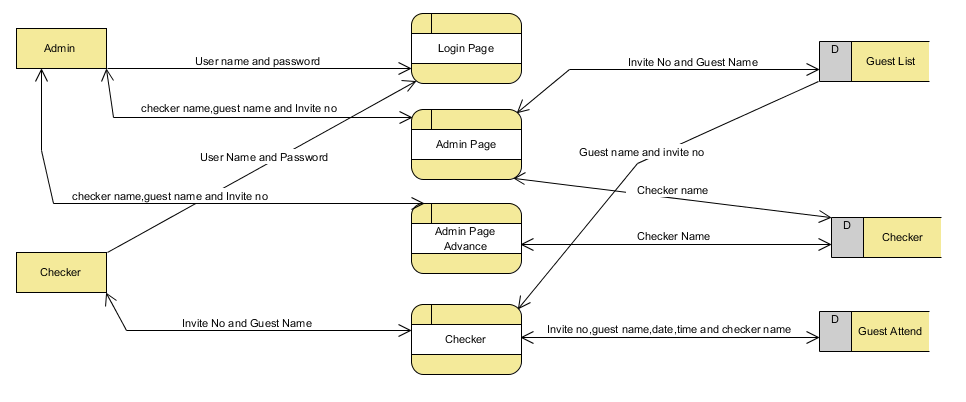 Admin
User name and password
Login Page
Invite No and Guest Name
D
Guest List
checker name,guest name and Invite no
Admin Page
User Name and Password
Guest name and invite no
checker name,guest name and Invite no
Checker name
Admin Page
Advance
Checker Name
D
Checker
Checker
Invite No and Guest Name
Checker
Invite no,guest name,date,time and checker name
D
Guest Attend